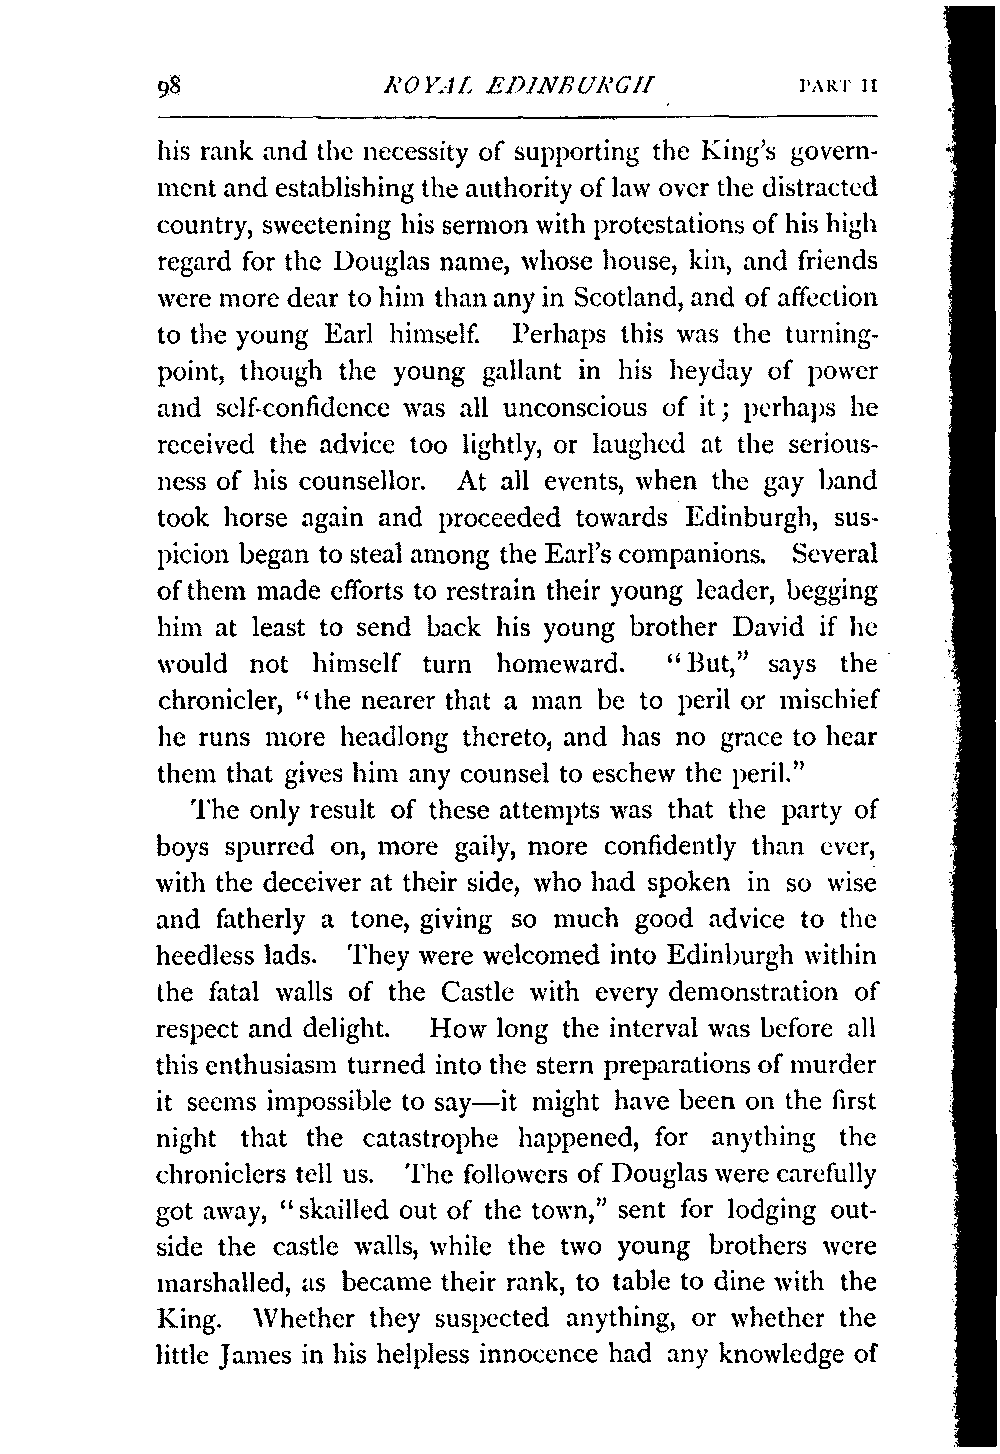 98 ROYAL EDINBURGH PART II
his rank and the necessity of supporting the King's govern-
ment and establishing the authority of law over the distracted
country, sweetening his sermon with protestations of his high
regard for the Douglas name, whose house, kin, and friends
were more dear to him than any in Scotland, and of affection
to the young Earl himself. Perhaps this was the turning-
point, though the young gallant in his heyday of power
and self-confidence was all unconscious of it; perhaps he
received the advice too lightly, or laughed at the serious-
ness of his counsellor. At all events, when the gay band
took horse again and proceeded towards Edinburgh, sus-
picion began to steal among the Earl's companions. Several
of them made efforts to restrain their young leader, begging
him at least to send back his young brother David if he
would not himself turn homeward. "But," says the
chronicler, "the nearer that a man be to peril or mischief
he runs more headlong thereto, and has no grace to hear
them that gives him any counsel to eschew the peril."
The only result of these attempts was that the party of
boys spurred on, more gaily, more confidently than ever,
with the deceiver at their side, who had spoken in so wise
and fatherly a tone, giving so much good advice to the
heedless lads. They were welcomed into Edinburgh within
the fatal walls of the Castle with every demonstration of
respect and delight. How long the interval was before all
this enthusiasm turned into the stern preparations of murder
it seems impossible to say—it might have been on the first
night that the catastrophe happened, for anything the
chroniclers tell us. The followers of Douglas were carefully
got away, "skailled out of the town," sent for lodging out-
side the castle walls, while the two young brothers were
marshalled, as became their rank, to table to dine with the
King. Whether they suspected anything, or whether the
little James in his helpless innocence had any knowledge of